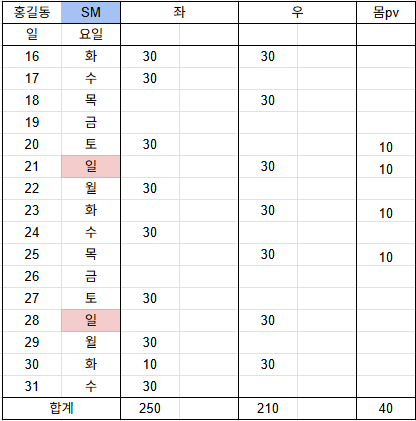 홍길동 SM 좌 우 몸pv
일 요일
16 화 30 30
17 수 30
18 목 30
19 금
20 토 30 10
21 일 30 10
22 월 30
23 화 30 10
24 수 30
25 목 30 10
26 금
27 토 30
28 일 30
29 월 30
30 화 10 30
31 수 30
합계 250 210 40